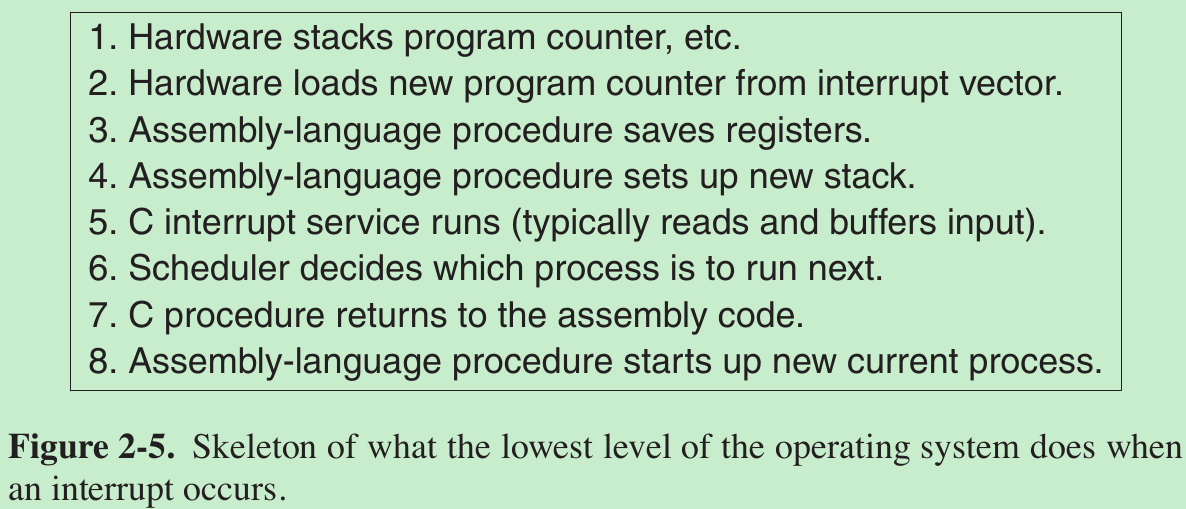 1. Hardware stacks program counter, etc.
2. Hardware loads new program counter from interrupt vector.
3. Assembly-language procedure saves registers.
4. Assembly-language procedure sets up new stack.
5. C interrupt service runs (typically reads and buffers input).
6. Scheduler decides which process is to run next.
7. C procedure returns to the assembly code.
8. Assembly-language procedure starts up new current process.
Figure 2-5. Skeleton of what the lowest level of the operating system does when
an interrupt occurs.